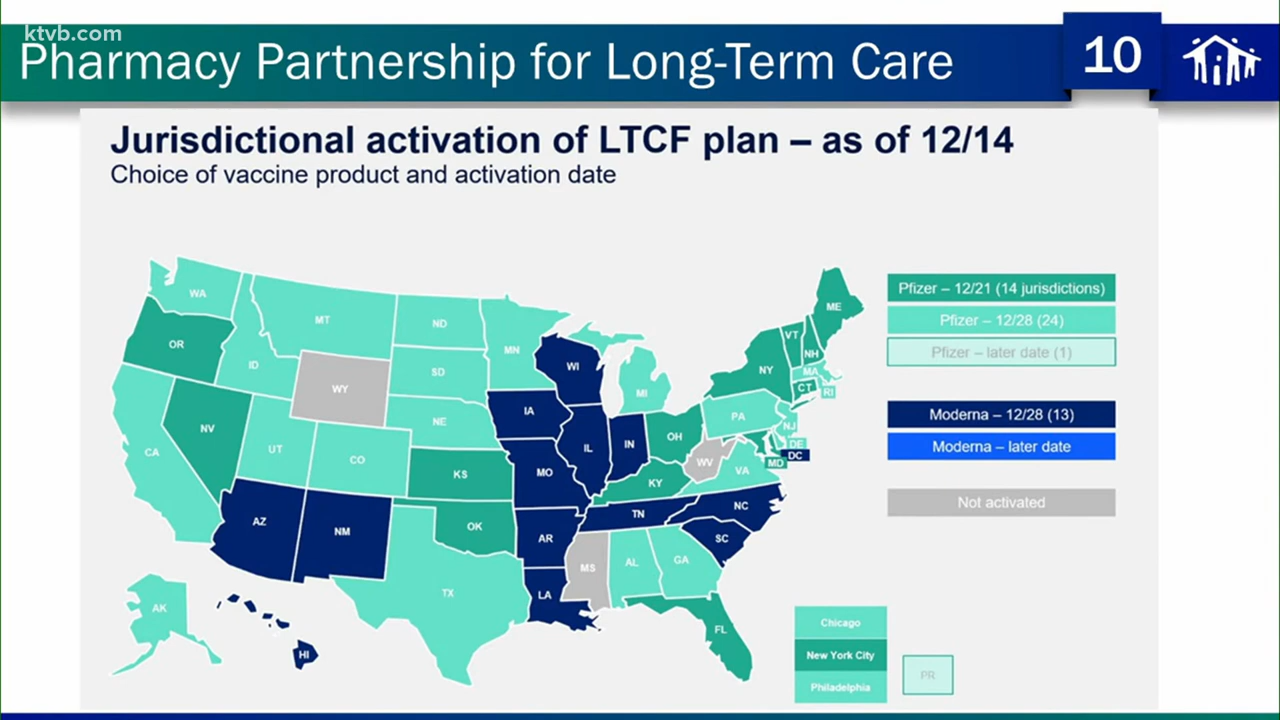 ktvb.com
Pharmacy Partnership for Long-Term Care
10
Jurisdictional activation of LTCF plan – as of 12/14
Choice of vaccine product and activation date
WA
MT
ND
MN
ME
OR
ID
WY
SD
WI
MI
NY
VT
NH
MA
CT
RI
NV
UT
CO
NE
IA
IL
IN
OH
PA
NJ
DE
DC
MD
CA
KS
MO
KY
WV
VA
AZ
NM
OK
AR
TN
NC
SC
TX
LA
MS
AL
GA
FL
AK
HI
Pfizer – 12/21 (14 jurisdictions)
Pfizer – 12/28 (24)
Pfizer – later date (1)
Moderna – 12/28 (13)
Moderna – later date
Not activated
Chicago
New York City
Philadelphia
PR